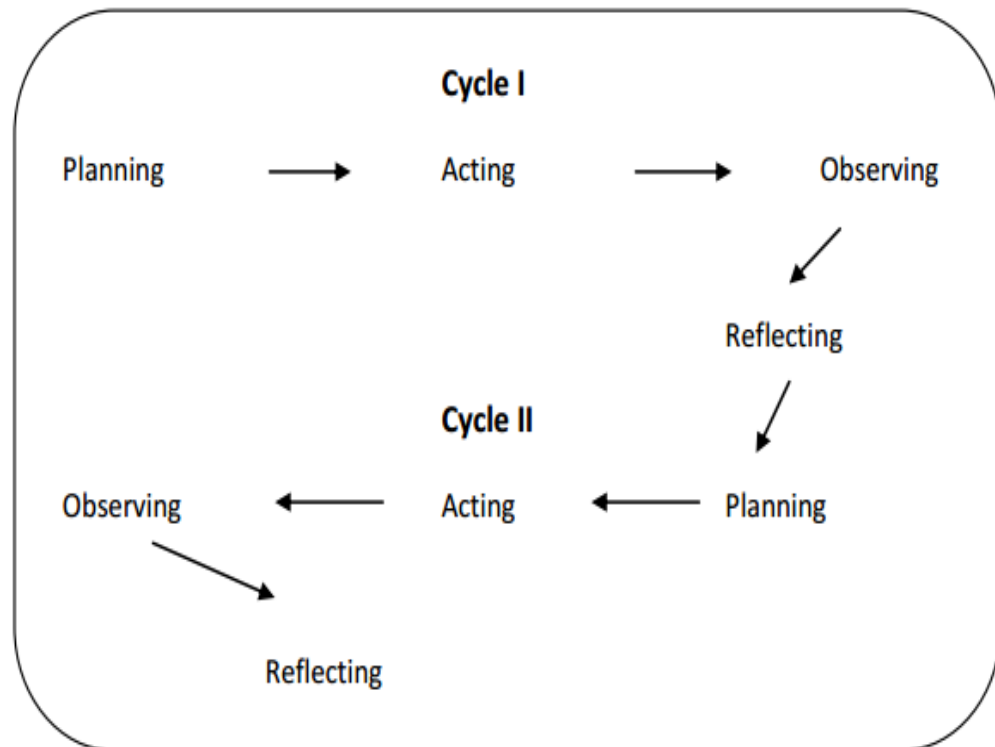 Cycle I
Planning Acting Observing
Reflecting
Cycle II
Observing Acting Planning
Reflecting